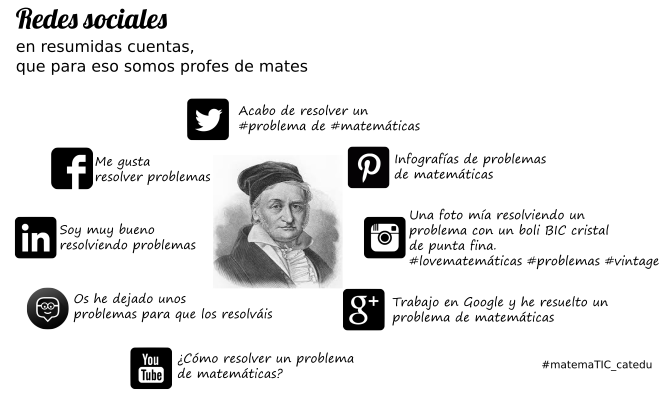 Redes sociales
en resumidas cuentas,
que para eso somos profes de mates
Acabo de resolver un
#problema de #matemáticas
Me gusta
resolver problemas
Infografías de problemas
de matemáticas
Soy muy bueno
resolviendo problemas
Una foto mía resolviendo un
problema con un boli BIC cristal
de punta fina.
#lovematemáticas #problemas #vintage
Os he dejado unos
problemas para que los resolváis
g+
Trabajo en Google y he resuelto un
problema de matemáticas
You
Tube
¿Cómo resolver un problema
de matemáticas?
f
P
in
#matemaTIC_catedu